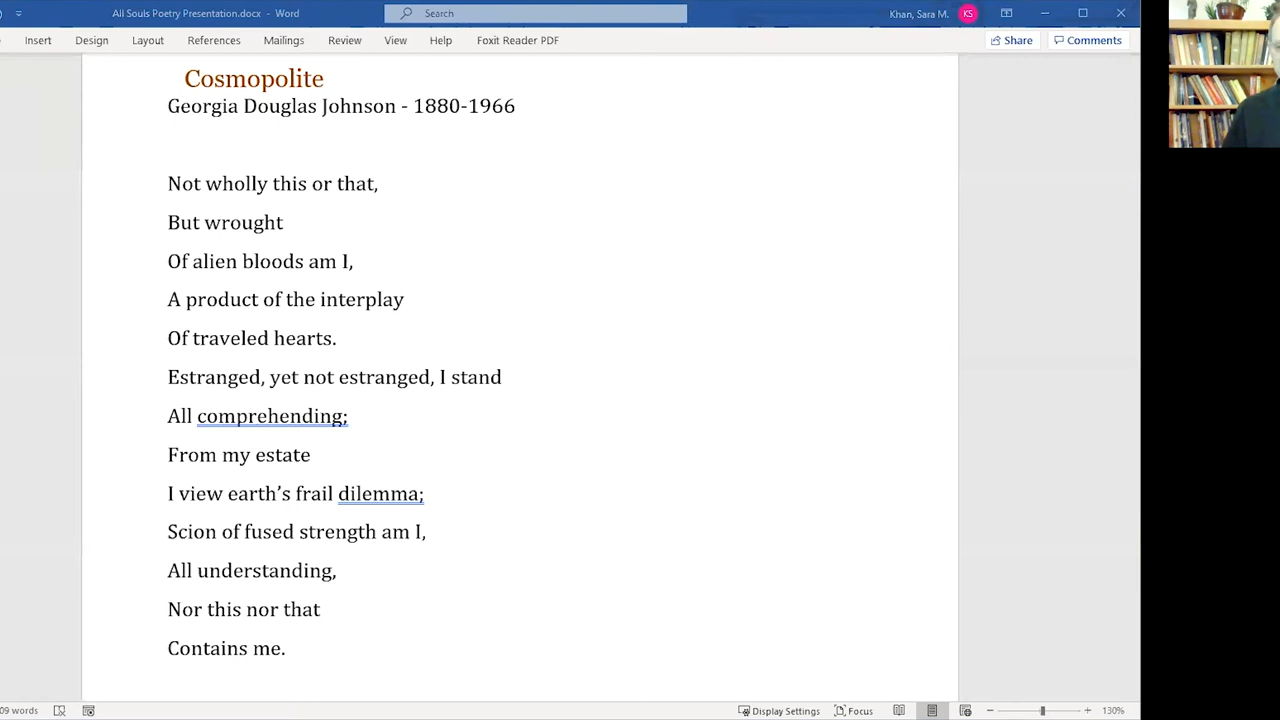 All Souls Poetry Presentation.docx - Word
Search
Khan, Sara M.
KS
Insert Design Layout References Mailings Review View Help Foxit Reader PDF
Share
Comments
Cosmopolite
Georgia Douglas Johnson - 1880-1966
Not wholly this or that,
But wrought
Of alien bloods am I,
A product of the interplay
Of traveled hearts.
Estranged, yet not estranged, I stand
All comprehending;
From my estate
I view earth’s frail dilemma;
Scion of fused strength am I,
All understanding,
Nor this nor that
Contains me.
09 words
Display Settings
Focus
130%